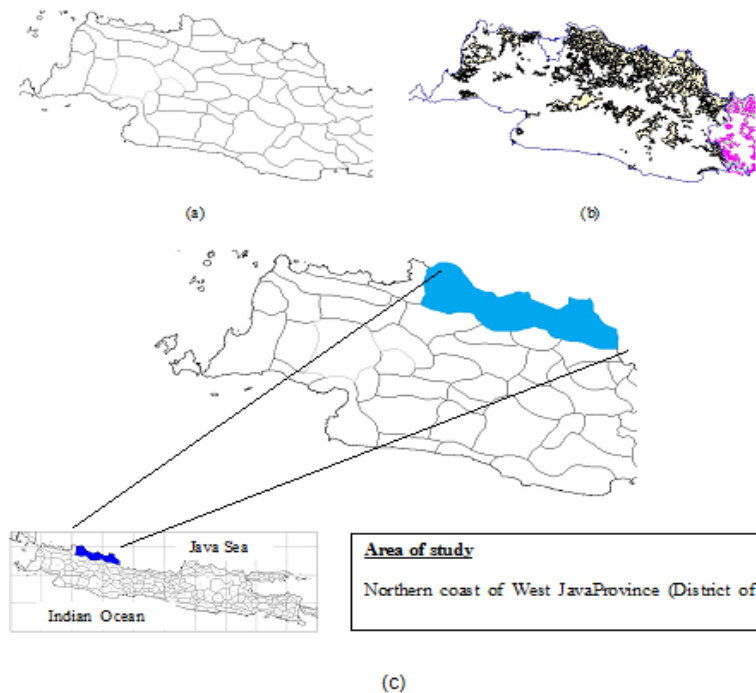 (a)
(b)
Java Sea
Indian Ocean
Area of study
Northern coast of West JavaProvince (District of
(c)